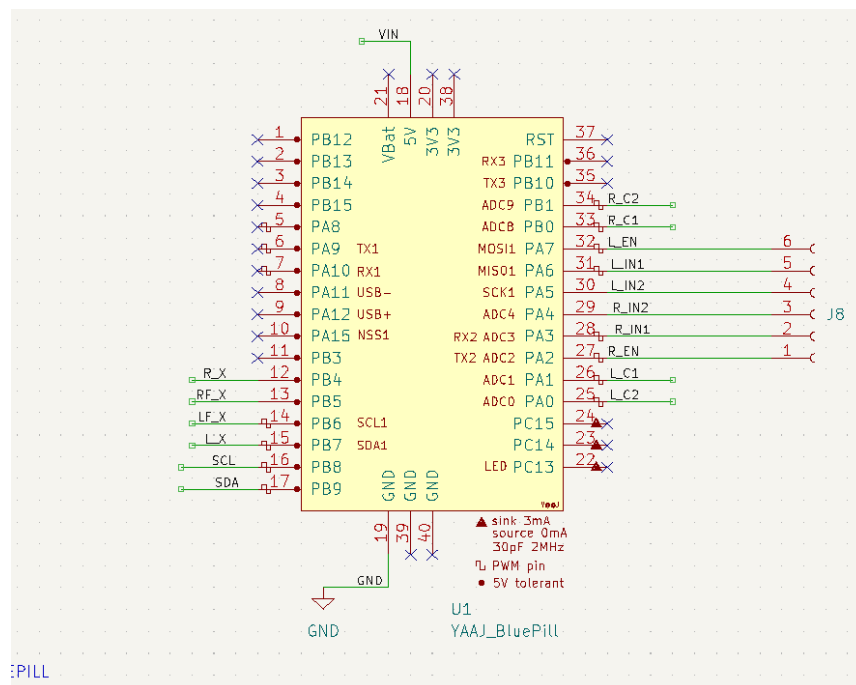 VIN
21 18 20 38
VBat 5V 3V3 3V3
1 PB12
2 PB13
3 PB14
4 PB15
5 PA8
6 PA9 TX1
7 PA10 RX1
8 PA11 USB-
9 PA12 USB+
10 PA15 NSS1
11 PB3
R_X 12 PB4
RF_X 13 PB5
LF_X 14 PB6 SCL1
L_X 15 PB7 SDA1
SCL 16 PB8
SDA 17 PB9
RST 37
RX3 PB11 36
TX3 PB10 35
ADC9 PB1 34 R_C2
ADC8 PB0 33 R_C1
MOSI1 PA7 32 L_EN 6
MISO1 PA6 31 L_IN1 5
SCK1 PA5 30 L_IN2 4
ADC4 PA4 29 R_IN2 3
J8
RX2 ADC3 PA3 28 R_IN1 2
TX2 ADC2 PA2 27 R_EN 1
ADC1 PA1 26 L_C1
ADC0 PA0 25 L_C2
PC15 24
PC14 23
LED PC13 22
GND GND GND
YAAJ
19 39 40
sink 3mA
source 0mA
30pF 2MHz
PWM pin
5V tolerant
GND
GND
U1
YAAJ_BluePill
EPILL